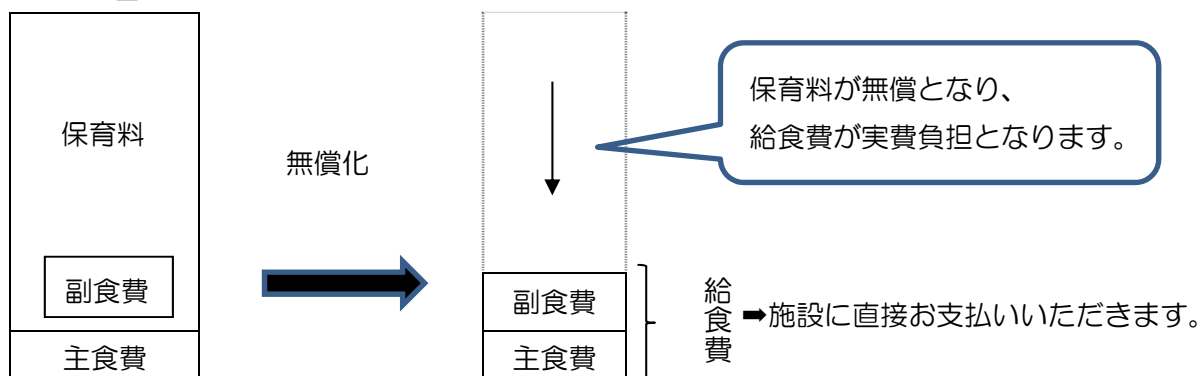 保育料
副食費
主食費
無償化
保育料が無償となり、
給食費が実費負担となります。
副食費
主食費
給食費
➡施設に直接お支払いいただきます。